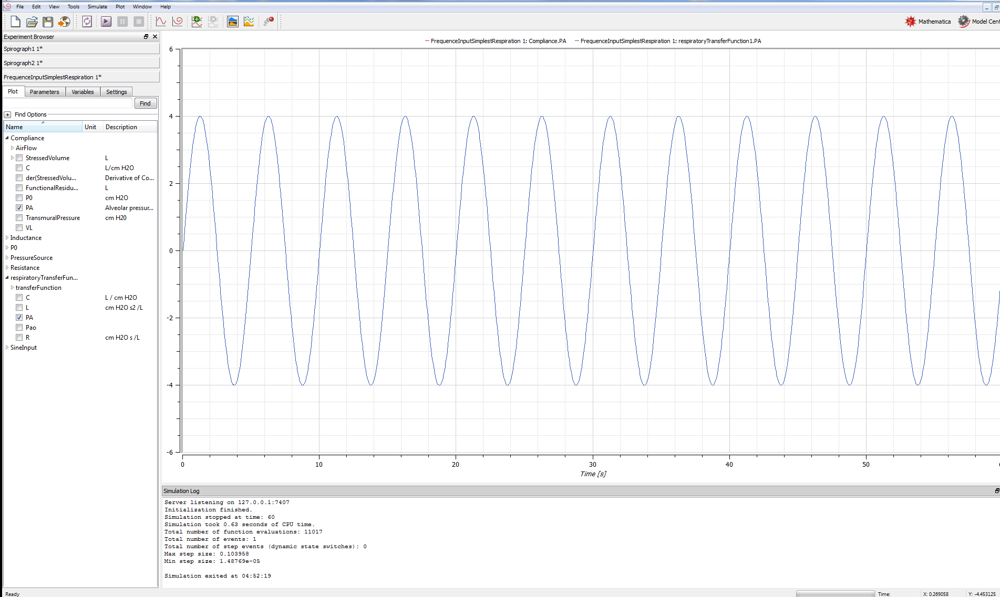 File Edit View Tools Simulate Plot Window Help
Mathematica Model Cent
Experiment Browser
Spirograph1 1*
Spirograph2 1*
FrequenceInputSimplestRespiration 1*
Plot Parameters Variables Settings
Find
Find Options
Name Unit Description
Compliance
AirFlow
StressedVolume L
C L/cm H2O
der(StressedVolu... Derivative of Co...
FunctionalResidu... L
P0 cm H2O
PA Alveolar pressur...
TransmuralPressure cm H20
VL
Inductance
P0
PressureSource
Resistance
respiratoryTransferFun...
transferFunction
C L / cm H2O
L cm H2O s2 /L
PA
Pao
R cm H2O s /L
SineInput
FrequenceInputSimplestRespiration 1: Compliance.PA FrequenceInputSimplestRespiration 1: respiratoryTransferFunction1.PA
6
4
2
0
-2
-4
-6
0 10 20 30 40 50
Time [s]
Simulation Log
Server listening on 127.0.0.1:7407
Initialization finished.
Simulation stopped at time: 60
Simulation took 0.63 seconds of CPU time.
Total number of function evaluations: 11017
Total number of events: 1
Total number of step events (dynamic state switches): 0
Max step size: 0.103958
Min step size: 1.48769e-05
Simulation exited at 04:52:19
Ready Time: X: 0.269058 Y: -4.453125